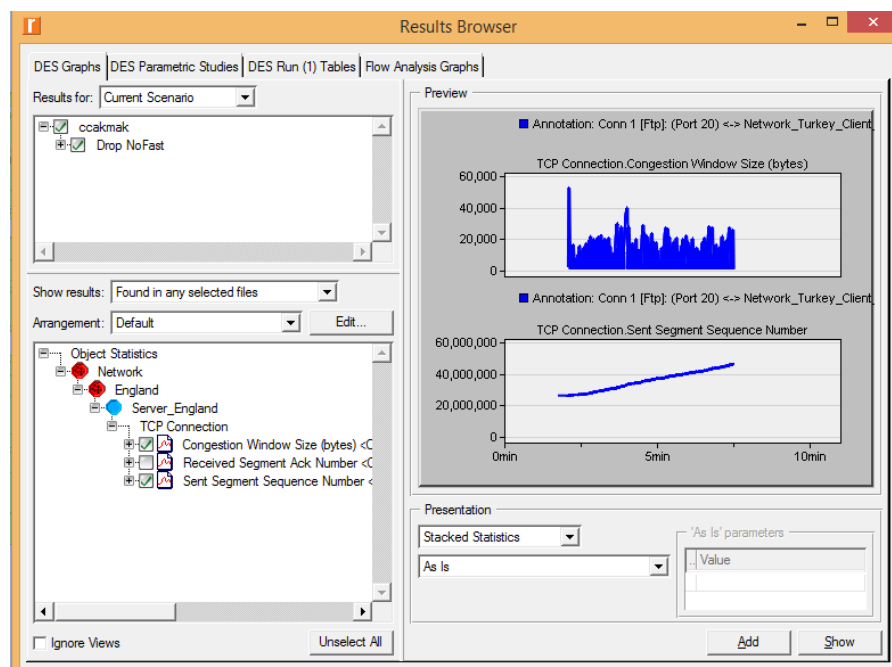 Results Browser
DES Graphs DES Parametric Studies DES Run (1) Tables Flow Analysis Graphs
Results for: Current Scenario
ccakmak
Drop NoFast
Show results: Found in any selected files
Arrangement: Default Edit...
Object Statistics
Network
England
Server_England
TCP Connection
Congestion Window Size (bytes) <C
Received Segment Ack Number <C
Sent Segment Sequence Number <
Ignore Views Unselect All
Preview
Annotation: Conn 1 [Ftp]: (Port 20) <-> Network_Turkey_Client_
TCP Connection.Congestion Window Size (bytes)
60,000
40,000
20,000
0
Annotation: Conn 1 [Ftp]: (Port 20) <-> Network_Turkey_Client_
TCP Connection.Sent Segment Sequence Number
60,000,000
40,000,000
20,000,000
0
0min 5min 10min
Presentation
Stacked Statistics
As Is
'As Is' parameters
.. Value
Add Show